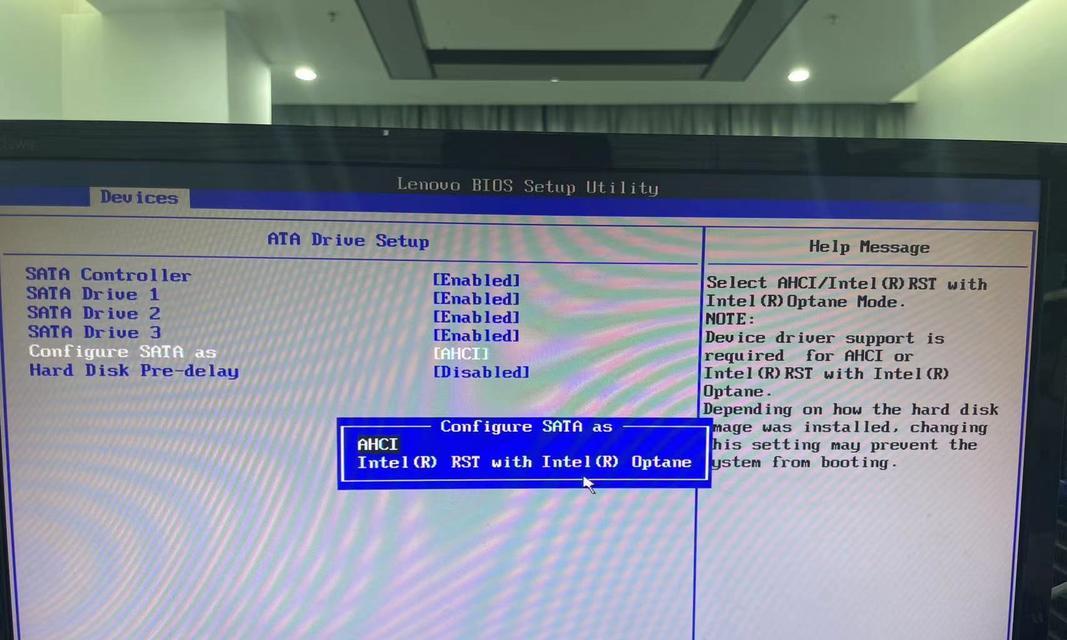 Lenovo BIOS Setup Utility
Devices
ATA Drive Setup
SATA Controller [Enabled]
SATA Drive 1 [Enabled]
SATA Drive 2 [Enabled]
SATA Drive 3 [Enabled]
Configure SATA as [AHCI]
Hard Disk Pre-delay [Disabled]
Configure SATA as
AHCI
Intel(R) RST with Intel(R) Optane
Help Message
Select AHCI/Intel(R)RST with
Intel(R)Optane Mode.
NOTE:
Device driver support is
required for AHCI or
Intel(R)RST with Intel(R)
Optane.
Depending on how the hard disk
mage was installed, changing
his setting may prevent the
ystem from booting.